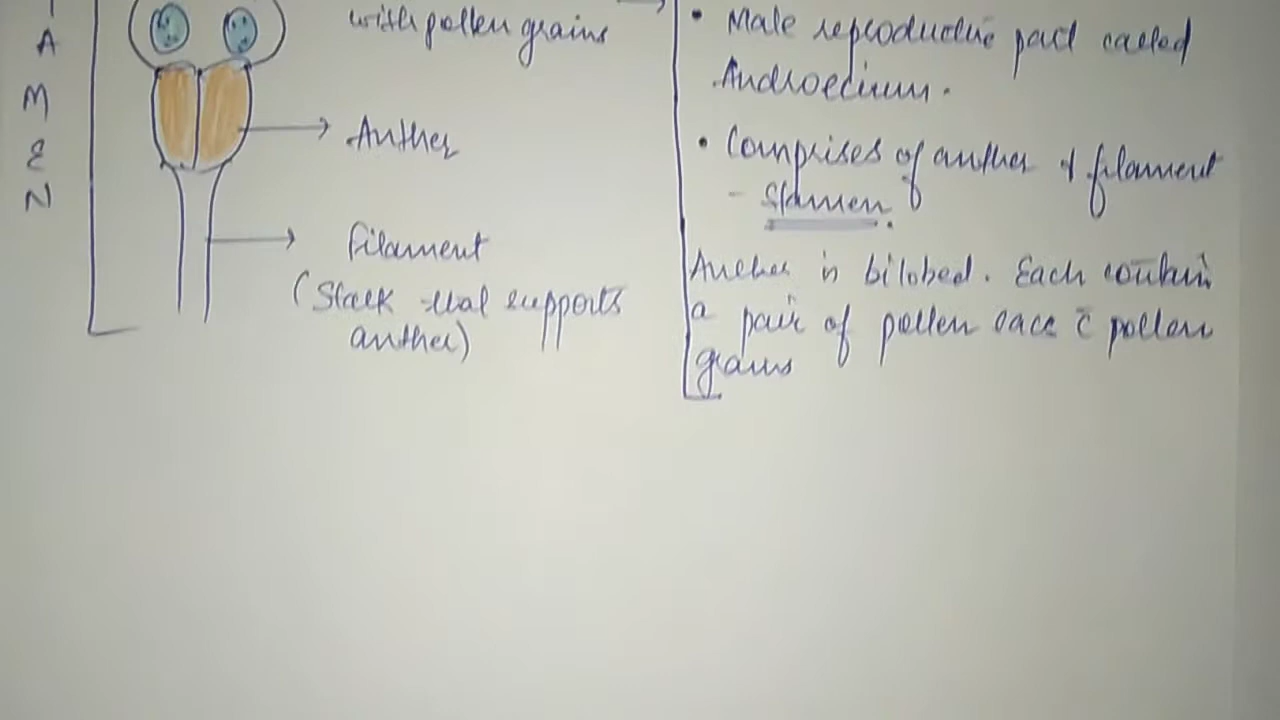 A
M
E
N
with pollen grains
Anther
filament
(Stalk that supports
anther)
• Male reproductive part called
Androecium.
• Comprises of anther & filament
- Stamen.
Anther is bilobed. Each contain
a pair of pollen sacs c̄ pollen
grains